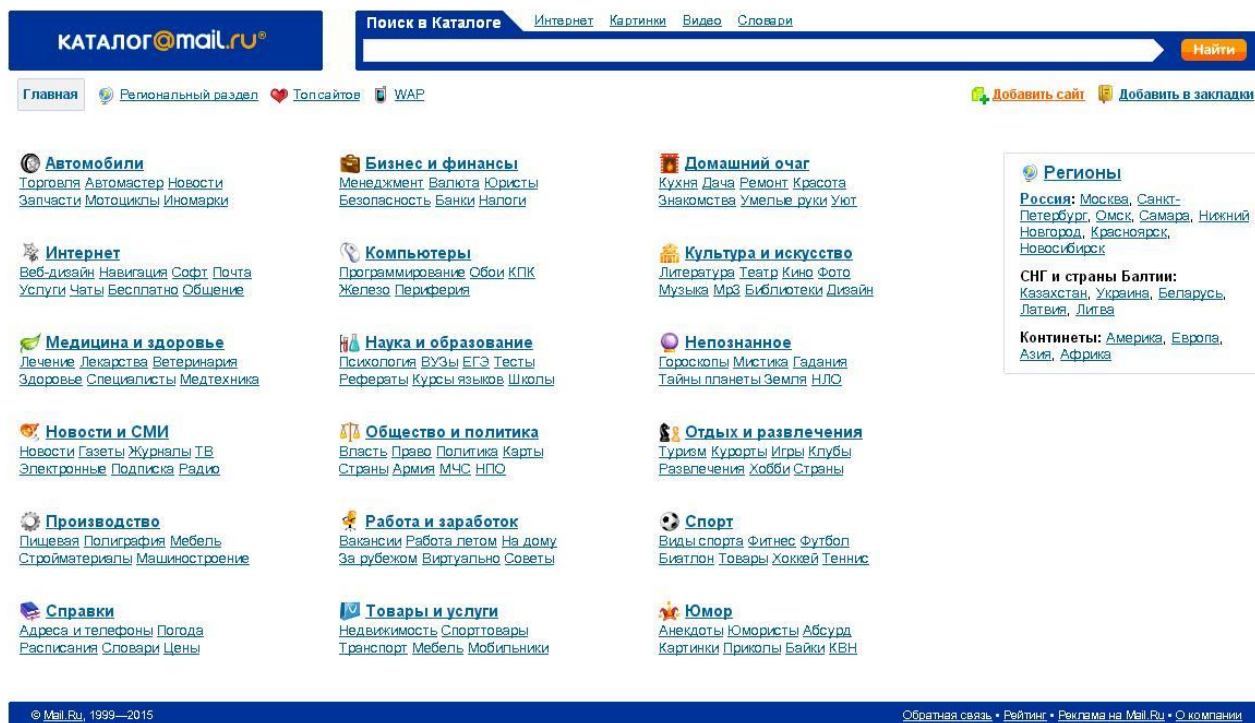 каталог@mail.ru®
Поиск в Каталоге Интернет Картинки Видео Словари
Найти
Главная Региональный раздел Топ сайтов WAP Добавить сайт Добавить в закладки
Автомобили
Торговля Автомастер Новости
Запчасти Мотоциклы Иномарки
Бизнес и финансы
Менеджмент Валюта Юристы
Безопасность Банки Налоги
Домашний очаг
Кухня Дача Ремонт Красота
Знакомства Умелые руки Уют
Интернет
Веб-дизайн Навигация Софт Почта
Услуги Чаты Бесплатно Общение
Компьютеры
Программирование Обои КПК
Железо Периферия
Культура и искусство
Литература Театр Кино Фото
Музыка Mp3 Библиотеки Дизайн
Медицина и здоровье
Лечение Лекарства Ветеринария
Здоровье Специалисты Медтехника
Наука и образование
Психология ВУЗы ЕГЭ Тесты
Рефераты Курсы языков Школы
Непознанное
Гороскопы Мистика Гадания
Тайны планеты Земля НЛО
Новости и СМИ
Новости Газеты Журналы ТВ
Электронные Подписка Радио
Общество и политика
Власть Право Политика Карты
Страны Армия МЧС НПО
Отдых и развлечения
Туризм Курорты Игры Клубы
Развлечения Хобби Страны
Производство
Пищевая Полиграфия Мебель
Стройматериалы Машиностроение
Работа и заработок
Вакансии Работа летом На дому
За рубежом Виртуально Советы
Спорт
Виды спорта Фитнес Футбол
Биатлон Товары Хоккей Теннис
Справки
Адреса и телефоны Погода
Расписания Словари Цены
Товары и услуги
Недвижимость Спорттовары
Транспорт Мебель Мобильники
Юмор
Анекдоты Юмористы Абсурд
Картинки Приколы Байки КВН
Регионы
Россия: Москва, Санкт-
Петербург, Омск, Самара, Нижний
Новгород, Красноярск,
Новосибирск
СНГ и страны Балтии:
Казахстан, Украина, Беларусь,
Латвия, Литва
Континеты: Америка, Европа,
Азия, Африка
© Mail.Ru, 1999—2015 Обратная связь • Рейтинг • Реклама на Mail.Ru • О компании